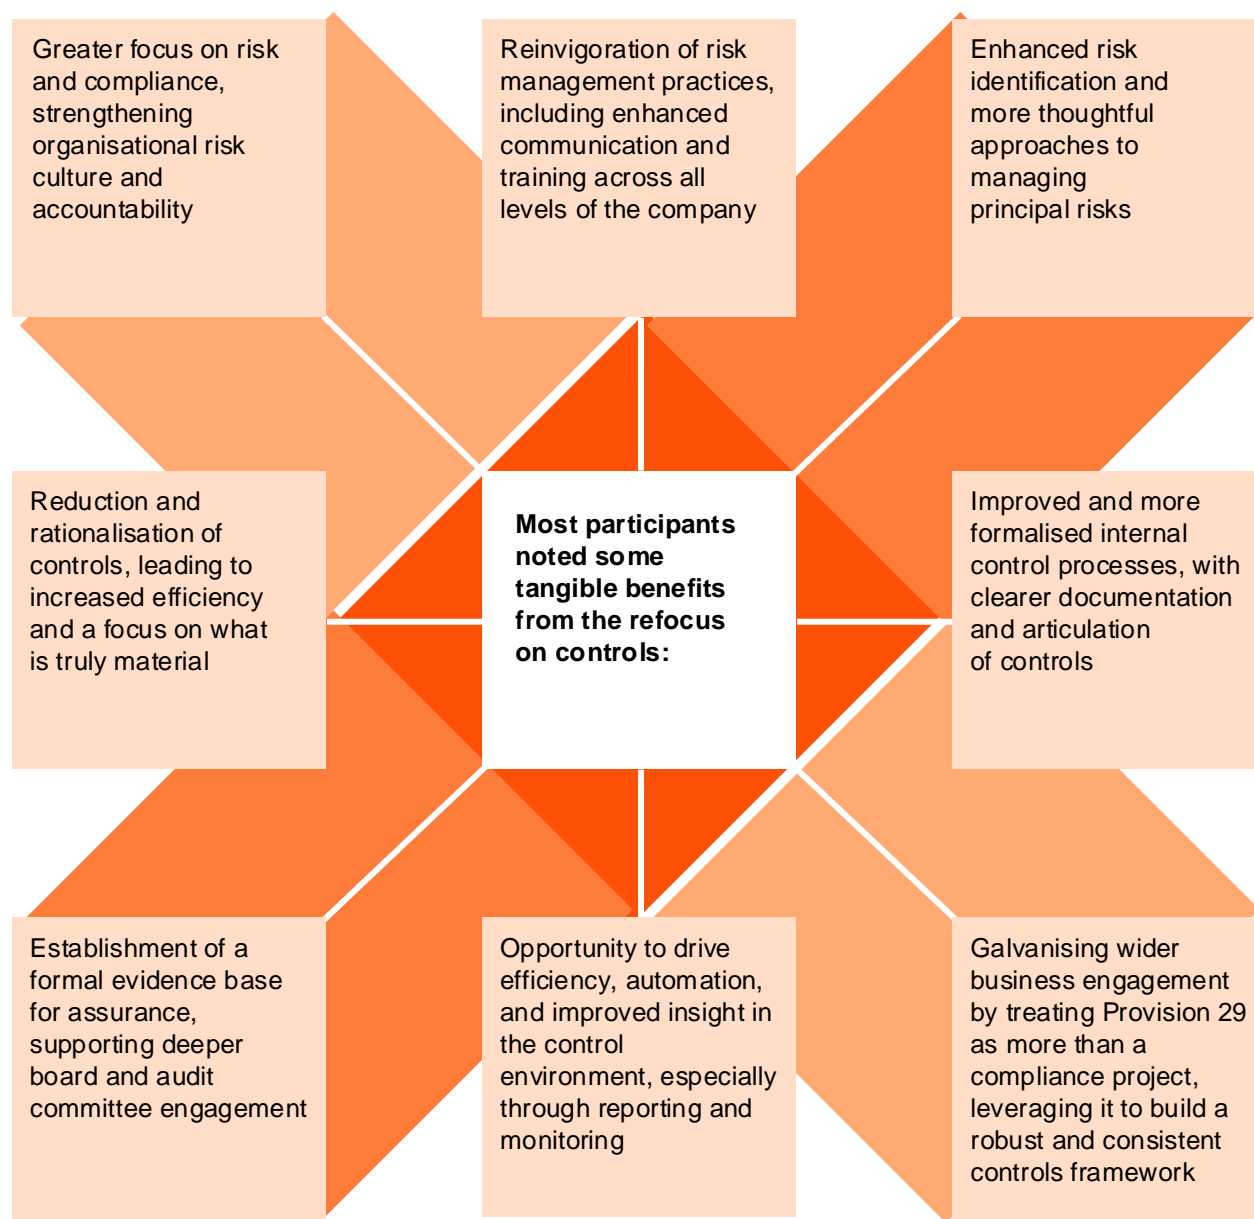 Greater focus on risk
and compliance,
strengthening
organisational risk
culture and
accountability
Reinvigoration of risk
management practices,
including enhanced
communication and
training across all
levels of the company
Enhanced risk
identification and
more thoughtful
approaches to
managing
principal risks
Reduction and
rationalisation of
controls, leading to
increased efficiency
and a focus on what
is truly material
Most participants
noted some
tangible benefits
from the refocus
on controls:
Improved and more
formalised internal
control processes, with
clearer documentation
and articulation
of controls
Establishment of a
formal evidence base
for assurance,
supporting deeper
board and audit
committee engagement
Opportunity to drive
efficiency, automation,
and improved insight in
the control
environment, especially
through reporting and
monitoring
Galvanising wider
business engagement
by treating Provision 29
as more than a
compliance project,
leveraging it to build a
robust and consistent
controls framework